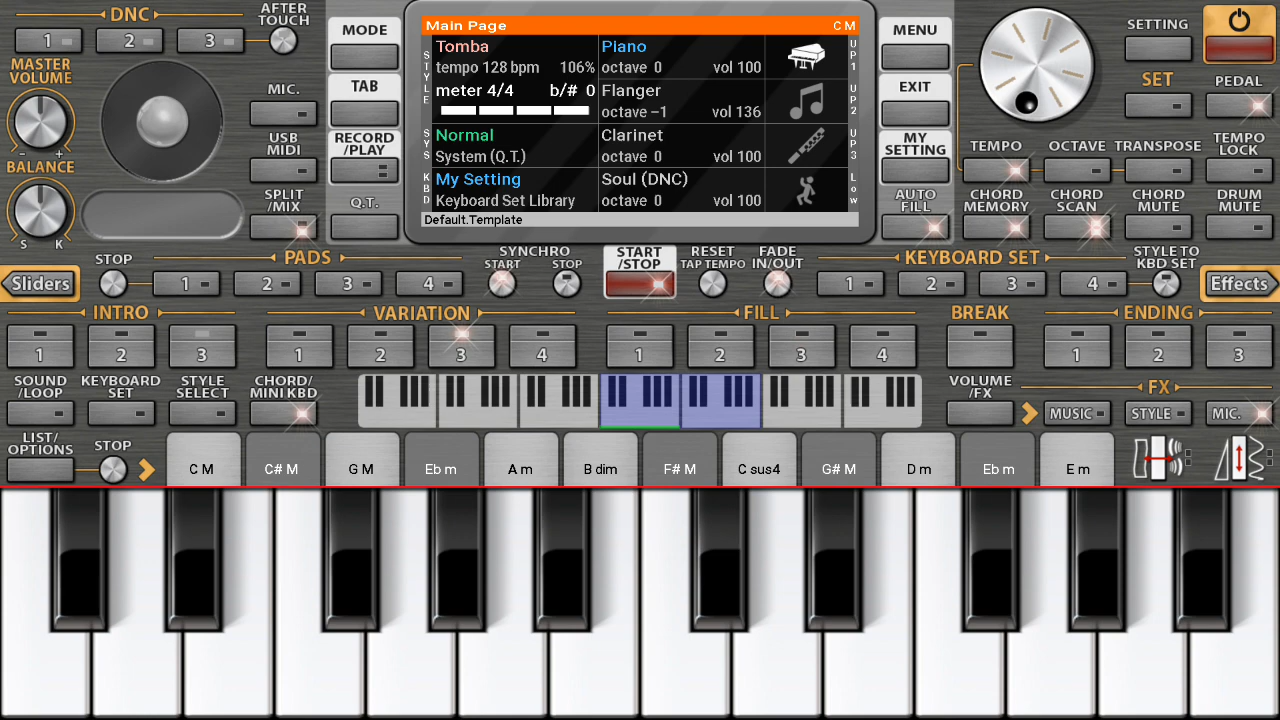 DNC
AFTER
TOUCH
1 2 3
MASTER
VOLUME
- +
BALANCE
S K
MIC.
USB
MIDI
SPLIT
/MIX
MODE
TAB
RECORD
/PLAY
Q.T.
Main Page C M
STYLE
Tomba
tempo 128 bpm 106%
meter 4/4 b/# 0
SYS
Normal
System (Q.T.)
KBD
My Setting
Keyboard Set Library
Piano
octave 0 vol 100
UP1
Flanger
octave −1 vol 136
UP2
Clarinet
octave 0 vol 100
UP3
Soul (DNC)
octave 0 vol 100
Low
Default.Template
MENU
EXIT
MY
SETTING
AUTO
FILL
SETTING
SET
PEDAL
TEMPO OCTAVE TRANSPOSE
TEMPO
LOCK
CHORD
MEMORY
CHORD
SCAN
CHORD
MUTE
DRUM
MUTE
Sliders
STOP
PADS
1 2 3 4
SYNCHRO
START STOP
START
/STOP
RESET
TAP TEMPO
FADE
IN/OUT
KEYBOARD SET
1 2 3 4
STYLE TO
KBD SET
Effects
INTRO
1 2 3
VARIATION
1 2 3 4
FILL
1 2 3 4
BREAK
ENDING
1 2 3
SOUND
/LOOP
KEYBOARD
SET
STYLE
SELECT
CHORD/
MINI KBD
VOLUME
/FX
FX
MUSIC STYLE MIC.
LIST/
OPTIONS
STOP
C M C# M G M Eb m A m B dim F# M C sus4 G# M D m Eb m E m